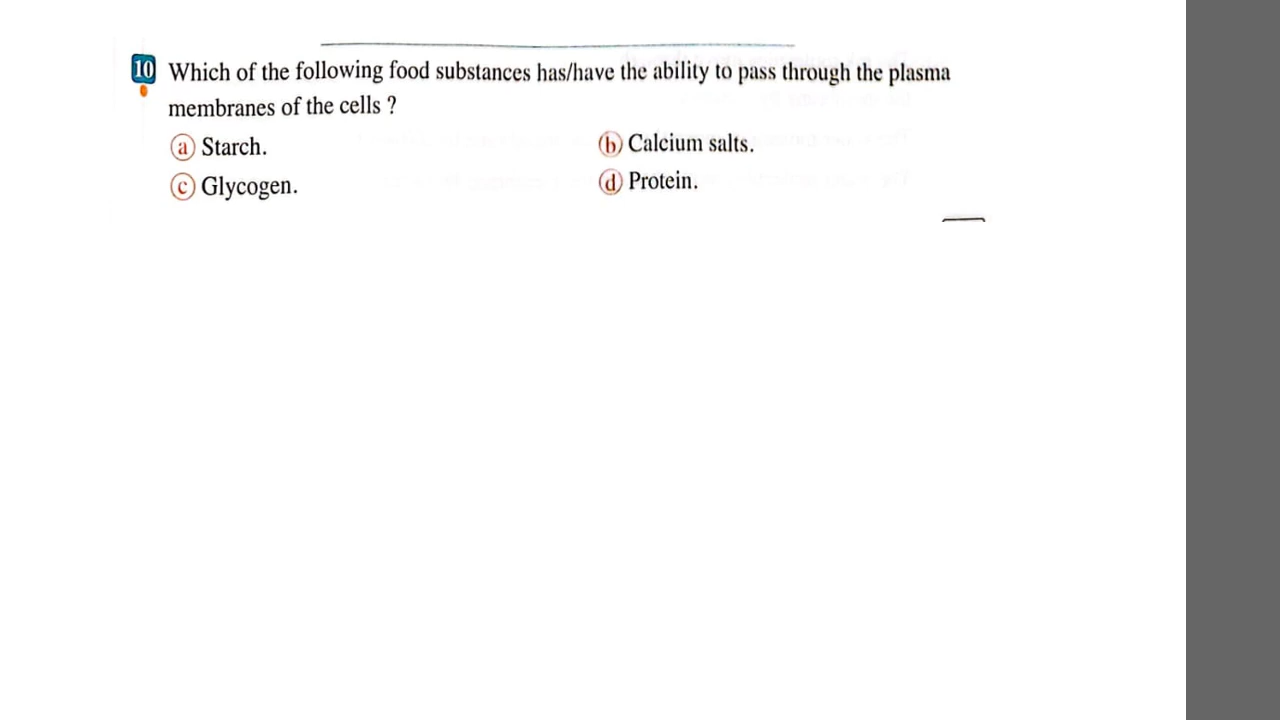 10 Which of the following food substances has/have the ability to pass through the plasma
membranes of the cells ?
a Starch.
b Calcium salts.
c Glycogen.
d Protein.